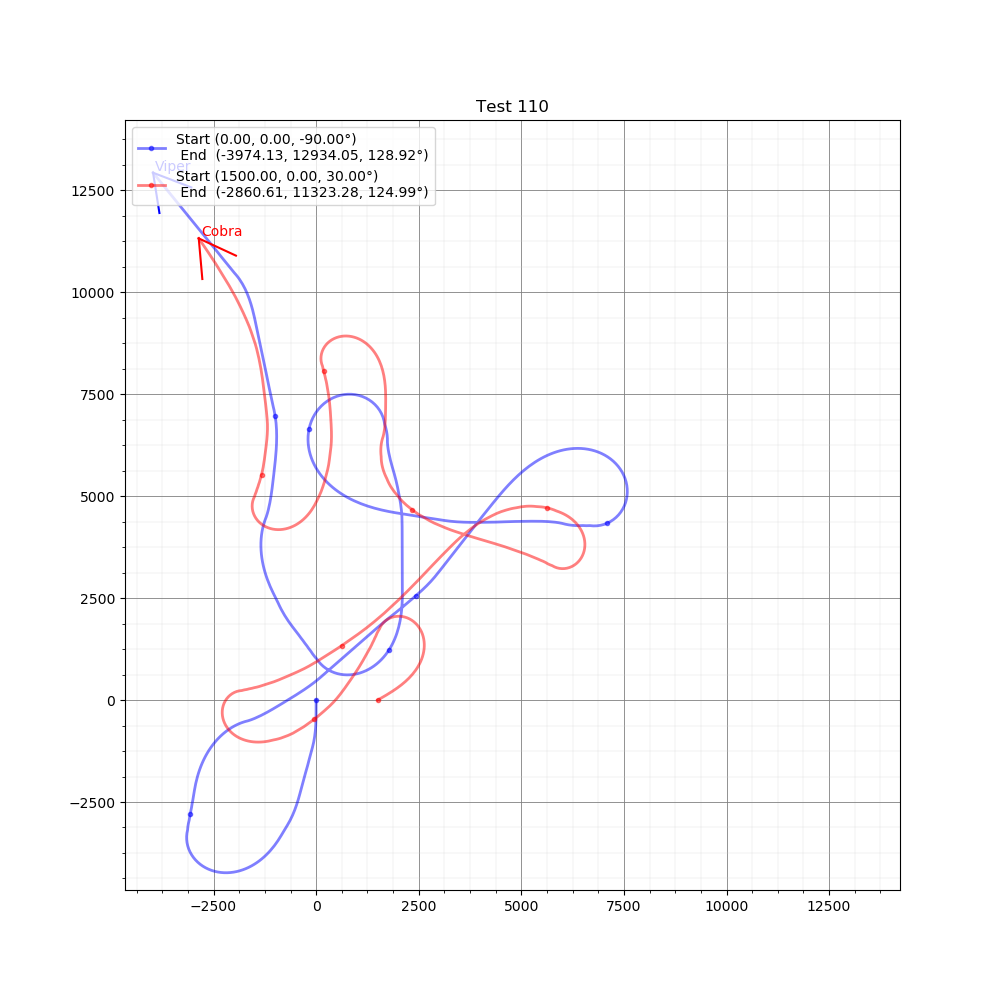 Test 110
Start (0.00, 0.00, -90.00°)
End (-3974.13, 12934.05, 128.92°)
Start (1500.00, 0.00, 30.00°)
End (-2860.61, 11323.28, 124.99°)
Viper
Cobra
12500
10000
7500
5000
2500
0
−2500
−2500
0
2500
5000
7500
10000
12500